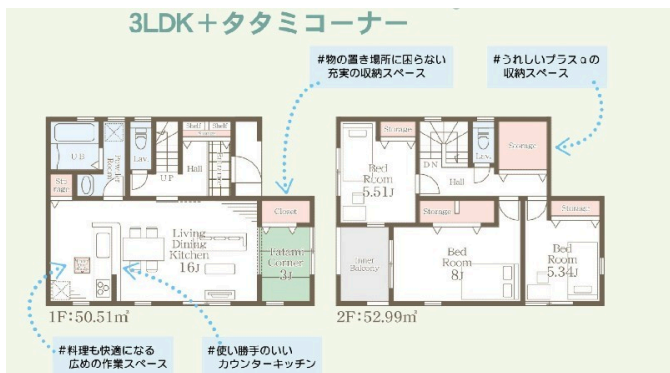 3LDK＋タタミコーナー
#物の置き場所に困らない
充実の収納スペース
#うれしいプラスαの
収納スペース
UB
Powder
Room
Lav.
UP
Hall
Shelf
Shelf
Sto
rage
Living
Dining
Kitchen
16J
Closet
Tatami
Corner
3J
1F:50.51㎡
Storage
Bed
Room
5.51J
DN
Lav.
Hall
Storage
Storage
Inner
Balcony
Bed
Room
8J
Storage
Bed
Room
5.34J
2F:52.99㎡
#料理も快適になる
広めの作業スペース
#使い勝手のいい
カウンターキッチン